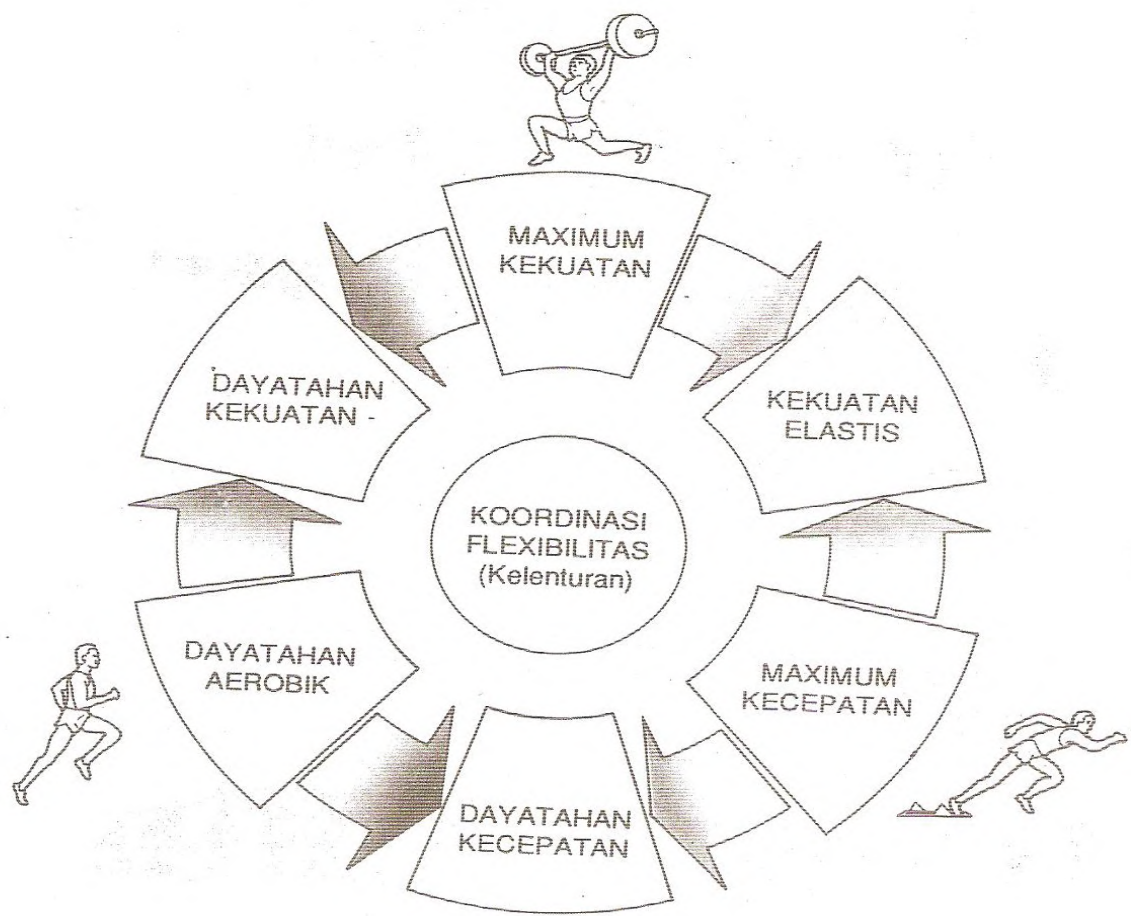 MAXIMUM
KEKUATAN
DAYATAHAN
KEKUATAN
KEKUATAN
ELASTIS
KOORDINASI
FLEXIBILITAS
(Kelenturan)
DAYATAHAN
AEROBIK
MAXIMUM
KECEPATAN
DAYATAHAN
KECEPATAN